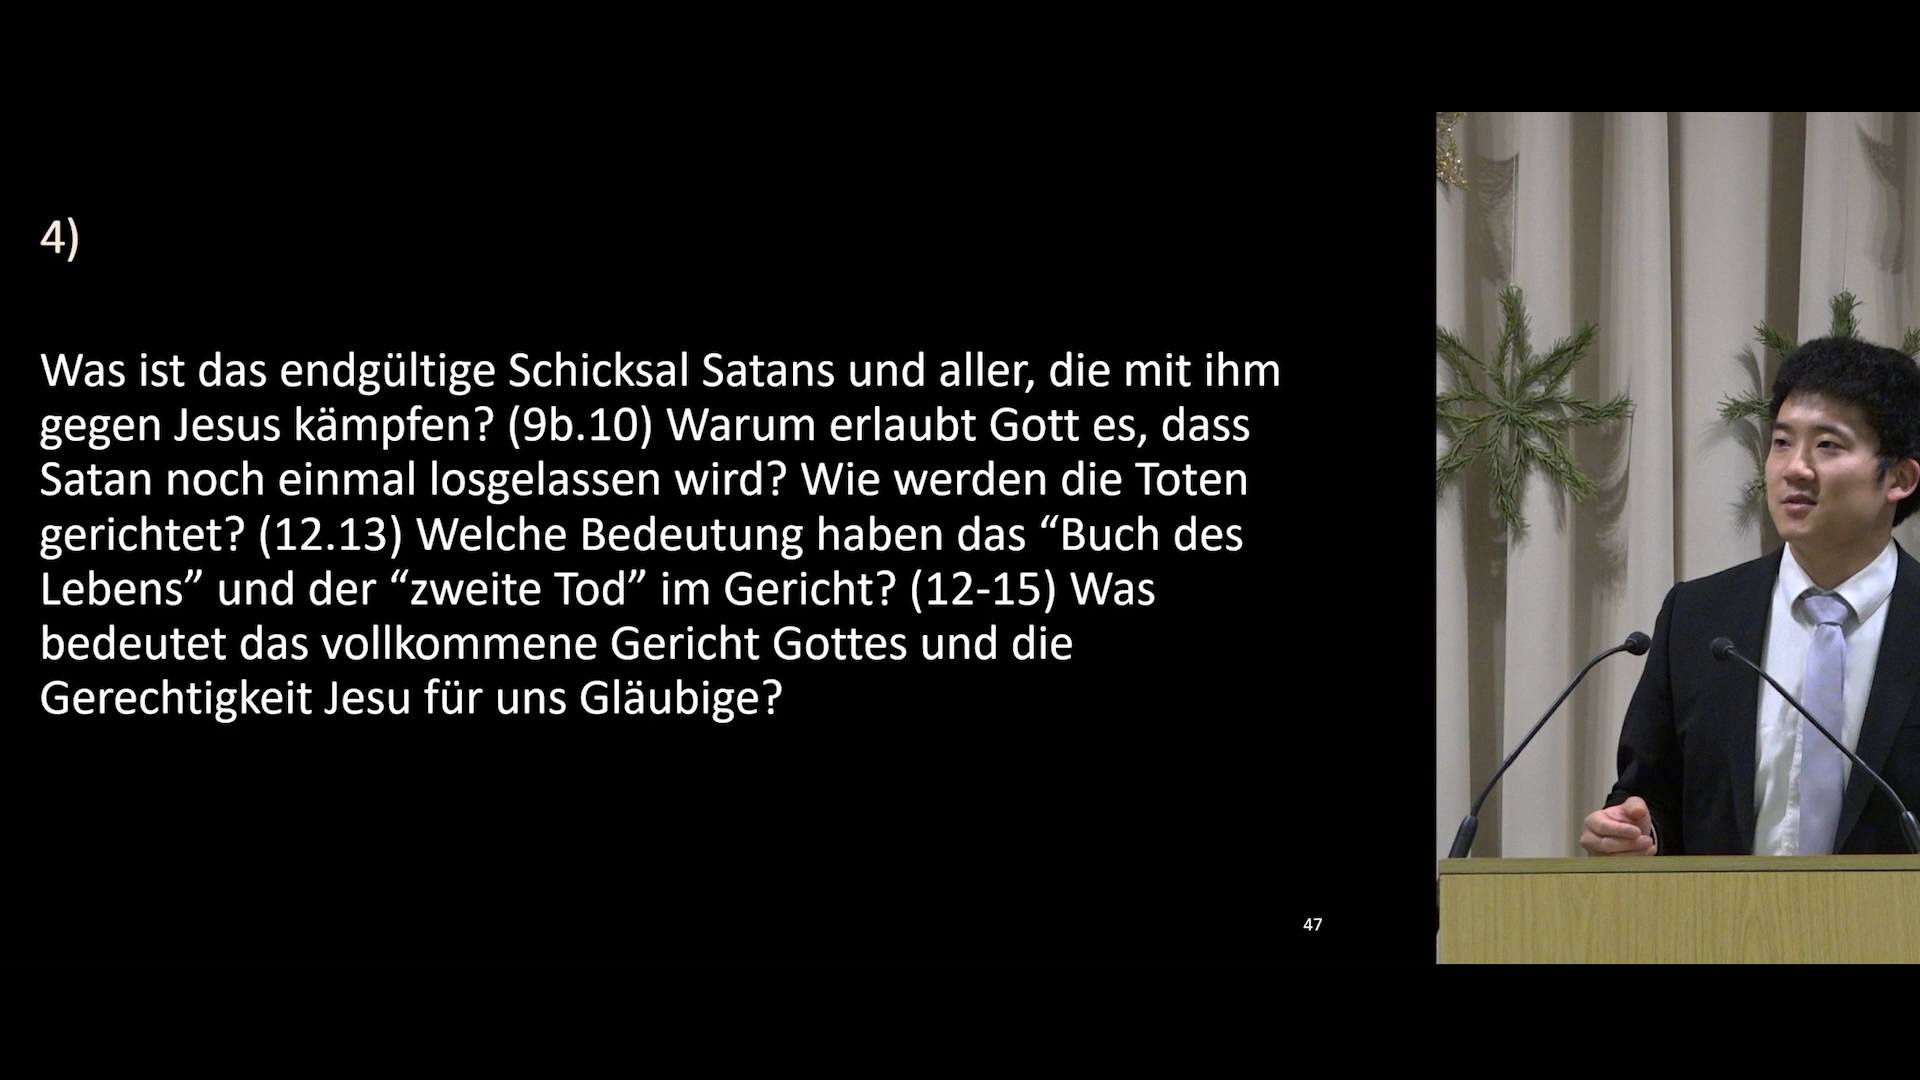 4)
Was ist das endgültige Schicksal Satans und aller, die mit ihm
gegen Jesus kämpfen? (9b.10) Warum erlaubt Gott es, dass
Satan noch einmal losgelassen wird? Wie werden die Toten
gerichtet? (12.13) Welche Bedeutung haben das “Buch des
Lebens” und der “zweite Tod” im Gericht? (12-15) Was
bedeutet das vollkommene Gericht Gottes und die
Gerechtigkeit Jesu für uns Gläubige?
47